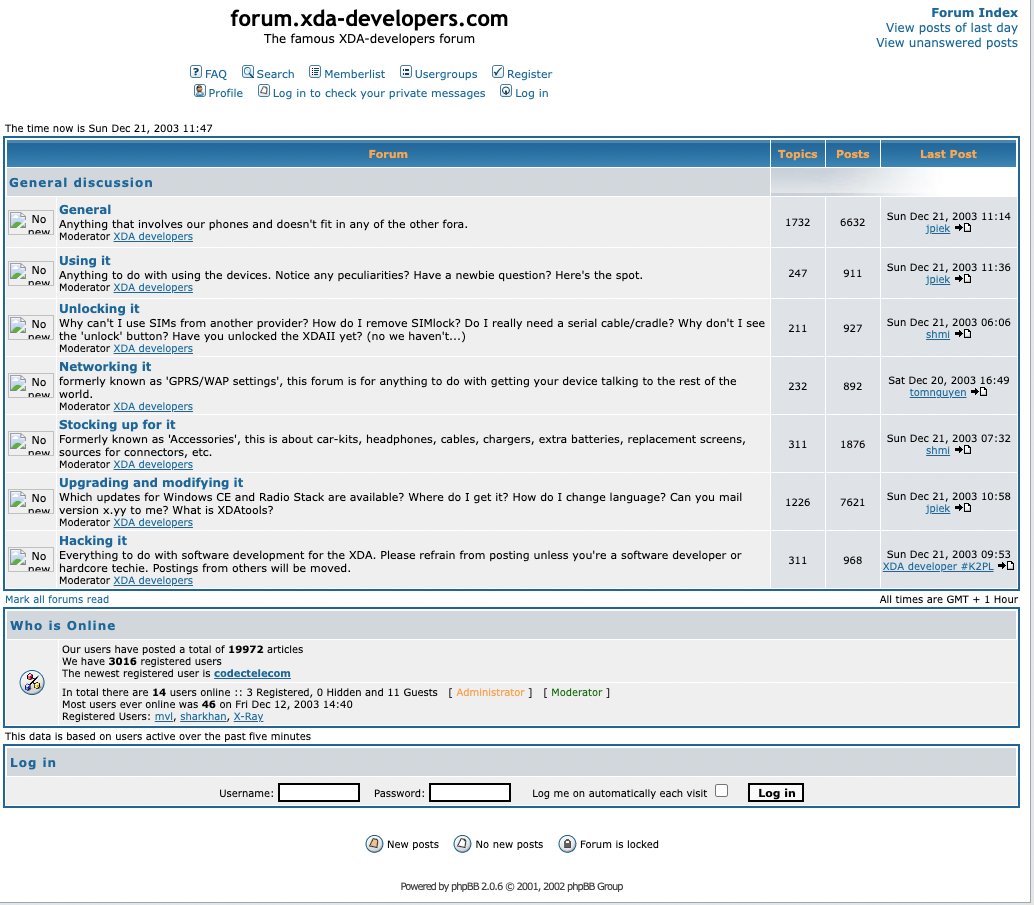 forum.xda-developers.com
The famous XDA-developers forum
Forum Index
View posts of last day
View unanswered posts
FAQ Search Memberlist Usergroups Register
Profile Log in to check your private messages Log in
The time now is Sun Dec 21, 2003 11:47
Forum Topics Posts Last Post
General discussion
No new
General
Anything that involves our phones and doesn't fit in any of the other fora.
Moderator XDA developers
1732 6632
Sun Dec 21, 2003 11:14
jpiek
No new
Using it
Anything to do with using the devices. Notice any peculiarities? Have a newbie question? Here's the spot.
Moderator XDA developers
247 911
Sun Dec 21, 2003 11:36
jpiek
No new
Unlocking it
Why can't I use SIMs from another provider? How do I remove SIMlock? Do I really need a serial cable/cradle? Why don't I see
the 'unlock' button? Have you unlocked the XDAII yet? (no we haven't...)
Moderator XDA developers
211 927
Sun Dec 21, 2003 06:06
shmi
No new
Networking it
formerly known as 'GPRS/WAP settings', this forum is for anything to do with getting your device talking to the rest of the
world.
Moderator XDA developers
232 892
Sat Dec 20, 2003 16:49
tomnguyen
No new
Stocking up for it
Formerly known as 'Accessories', this is about car-kits, headphones, cables, chargers, extra batteries, replacement screens,
sources for connectors, etc.
Moderator XDA developers
311 1876
Sun Dec 21, 2003 07:32
shmi
No new
Upgrading and modifying it
Which updates for Windows CE and Radio Stack are available? Where do I get it? How do I change language? Can you mail
version x.yy to me? What is XDAtools?
Moderator XDA developers
1226 7621
Sun Dec 21, 2003 10:58
jpiek
No new
Hacking it
Everything to do with software development for the XDA. Please refrain from posting unless you're a software developer or
hardcore techie. Postings from others will be moved.
Moderator XDA developers
311 968
Sun Dec 21, 2003 09:53
XDA developer #K2PL
Mark all forums read
All times are GMT + 1 Hour
Who is Online
Our users have posted a total of 19972 articles
We have 3016 registered users
The newest registered user is codectelecom
In total there are 14 users online :: 3 Registered, 0 Hidden and 11 Guests [ Administrator ] [ Moderator ]
Most users ever online was 46 on Fri Dec 12, 2003 14:40
Registered Users: mvl, sharkhan, X-Ray
This data is based on users active over the past five minutes
Log in
Username: Password: Log me on automatically each visit Log in
New posts No new posts Forum is locked
Powered by phpBB 2.0.6 © 2001, 2002 phpBB Group